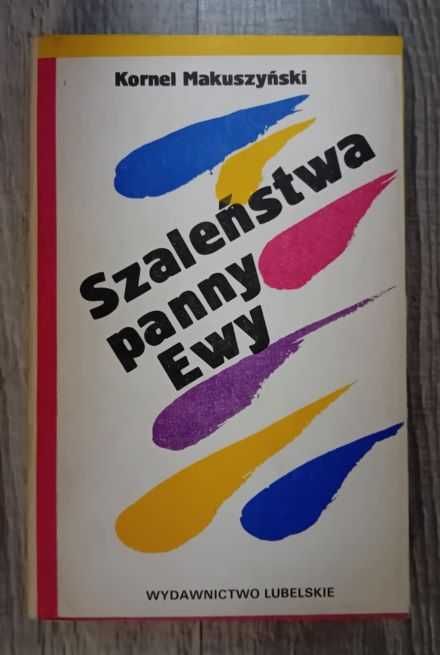 Kornel Makuszyński
Szaleństwa
panny
Ewy
WYDAWNICTWO LUBELSKIE